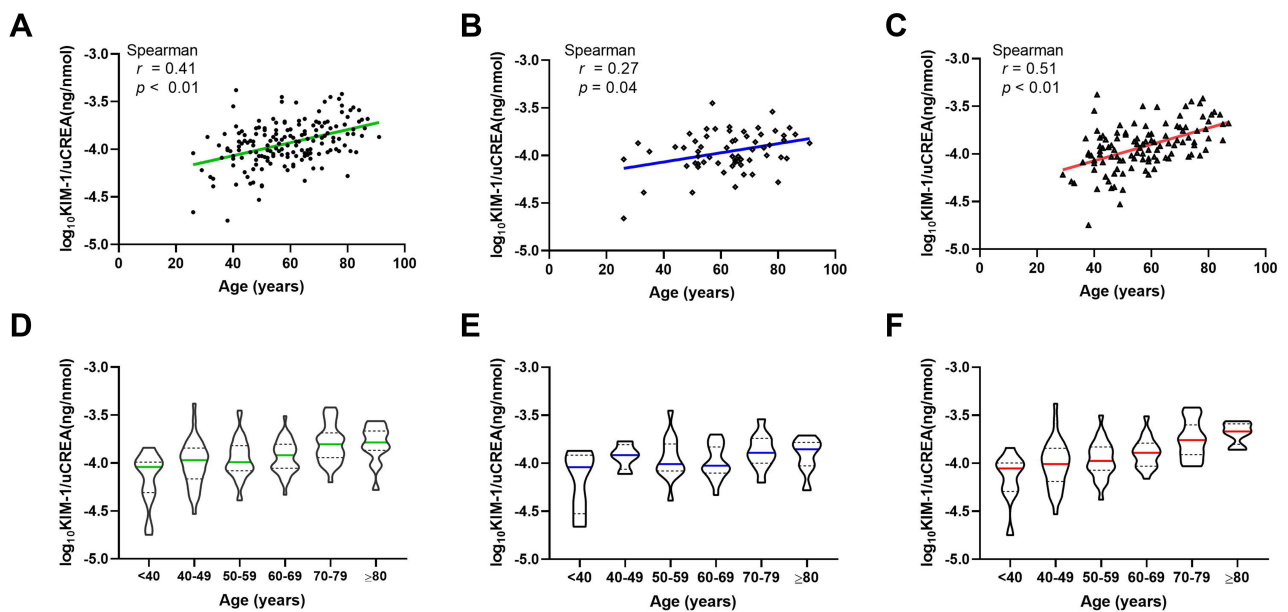 A
Spearman
r = 0.41
p < 0.01
log10KIM-1/uCREA(ng/nmol)
-3.0
-3.5
-4.0
-4.5
-5.0
0 20 40 60 80 100
Age (years)
B
Spearman
r = 0.27
p = 0.04
log10KIM-1/uCREA(ng/nmol)
-3.0
-3.5
-4.0
-4.5
-5.0
0 20 40 60 80 100
Age (years)
C
Spearman
r = 0.51
p < 0.01
log10KIM-1/uCREA(ng/nmol)
-3.0
-3.5
-4.0
-4.5
-5.0
0 20 40 60 80 100
Age (years)
D
log10KIM-1/uCREA(ng/nmol)
-3.0
-3.5
-4.0
-4.5
-5.0
<40 40-49 50-59 60-69 70-79 ≥80
Age (years)
E
log10KIM-1/uCREA(ng/nmol)
-3.0
-3.5
-4.0
-4.5
-5.0
<40 40-49 50-59 60-69 70-79 ≥80
Age (years)
F
log10KIM-1/uCREA(ng/nmol)
-3.0
-3.5
-4.0
-4.5
-5.0
<40 40-49 50-59 60-69 70-79 ≥80
Age (years)